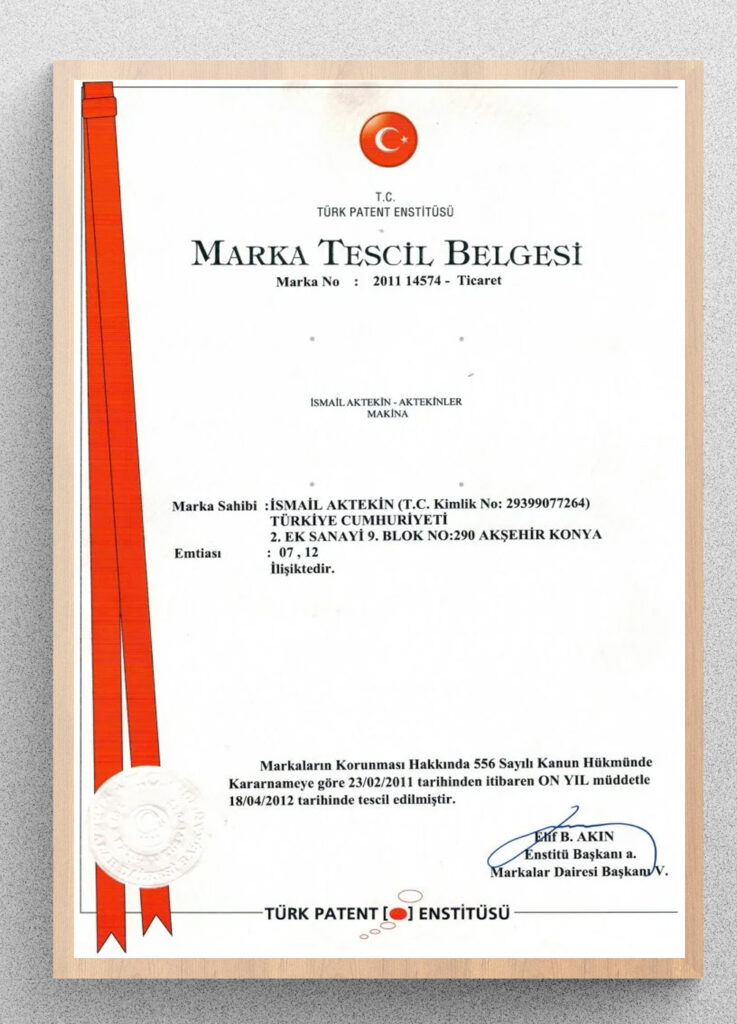 T.C.
TÜRK PATENT ENSTİTÜSÜ
MARKA TESCİL BELGESİ
Marka No : 2011 14574 - Ticaret
İSMAİL AKTEKİN - AKTEKİNLER
MAKİNA
Marka Sahibi :İSMAİL AKTEKİN (T.C. Kimlik No: 29399077264)
TÜRKİYE CUMHURİYETİ
2. EK SANAYİ 9. BLOK NO:290 AKŞEHİR KONYA
Emtiası : 07 , 12
İlişiktedir.
Markaların Korunması Hakkında 556 Sayılı Kanun Hükmünde
Kararnameye göre 23/02/2011 tarihinden itibaren ON YIL müddetle
18/04/2012 tarihinde tescil edilmiştir.
Elif B. AKIN
Enstitü Başkanı a.
Markalar Dairesi Başkanı V.
TÜRK PATENT [ ] ENSTİTÜSÜ